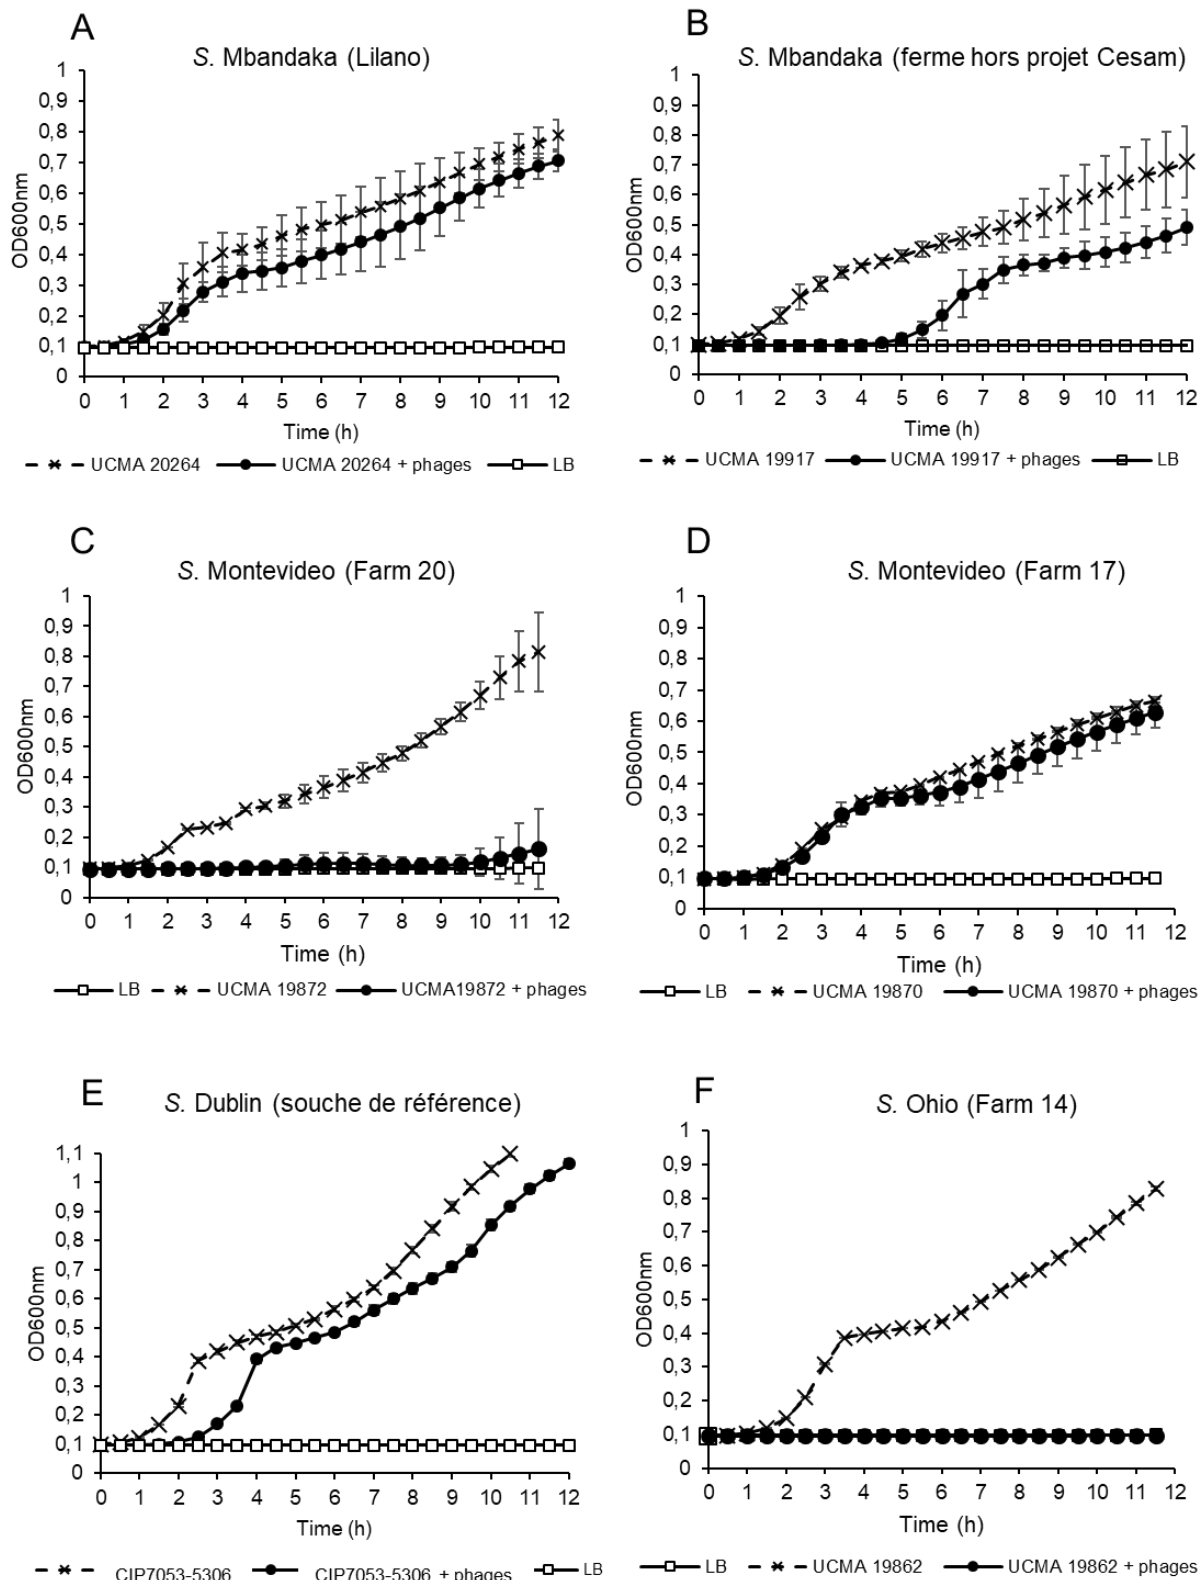 A
S. Mbandaka (Lilano)
1
0,9
0,8
0,7
0,6
0,5
0,4
0,3
0,2
0,1
0
OD600nm
0 1 2 3 4 5 6 7 8 9 10 11 12
Time (h)
UCMA 20264 UCMA 20264 + phages LB
B
S. Mbandaka (ferme hors projet Cesam)
1
0,9
0,8
0,7
0,6
0,5
0,4
0,3
0,2
0,1
0
OD600nm
0 1 2 3 4 5 6 7 8 9 10 11 12
Time (h)
UCMA 19917 UCMA 19917 + phages LB
C
S. Montevideo (Farm 20)
1
0,9
0,8
0,7
0,6
0,5
0,4
0,3
0,2
0,1
0
OD600nm
0 1 2 3 4 5 6 7 8 9 10 11 12
Time (h)
LB UCMA 19872 UCMA19872 + phages
D
S. Montevideo (Farm 17)
1
0,9
0,8
0,7
0,6
0,5
0,4
0,3
0,2
0,1
0
OD600nm
0 1 2 3 4 5 6 7 8 9 10 11 12
Time (h)
LB UCMA 19870 UCMA 19870 + phages
E
S. Dublin (souche de référence)
1,1
1
0,9
0,8
0,7
0,6
0,5
0,4
0,3
0,2
0,1
0
OD600nm
0 1 2 3 4 5 6 7 8 9 10 11 12
Time (h)
CIP7053-5306 CIP7053-5306 + phages LB
F
S. Ohio (Farm 14)
1
0,9
0,8
0,7
0,6
0,5
0,4
0,3
0,2
0,1
0
OD600nm
0 1 2 3 4 5 6 7 8 9 10 11 12
Time (h)
LB UCMA 19862 UCMA 19862 + phages